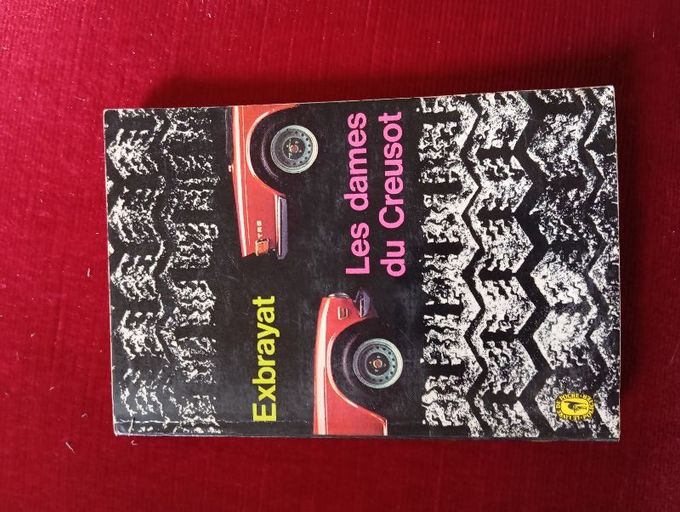 Exbrayat
Les dames
du Creusot